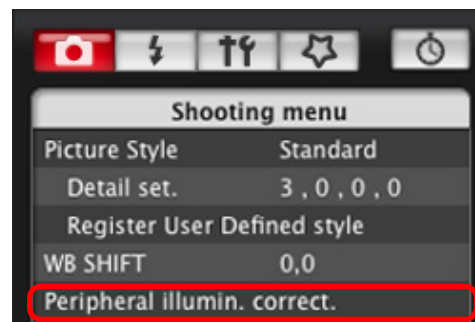 Shooting menu
Picture Style Standard
Detail set. 3 , 0 , 0 , 0
Register User Defined style
WB SHIFT 0,0
Peripheral illumin. correct.